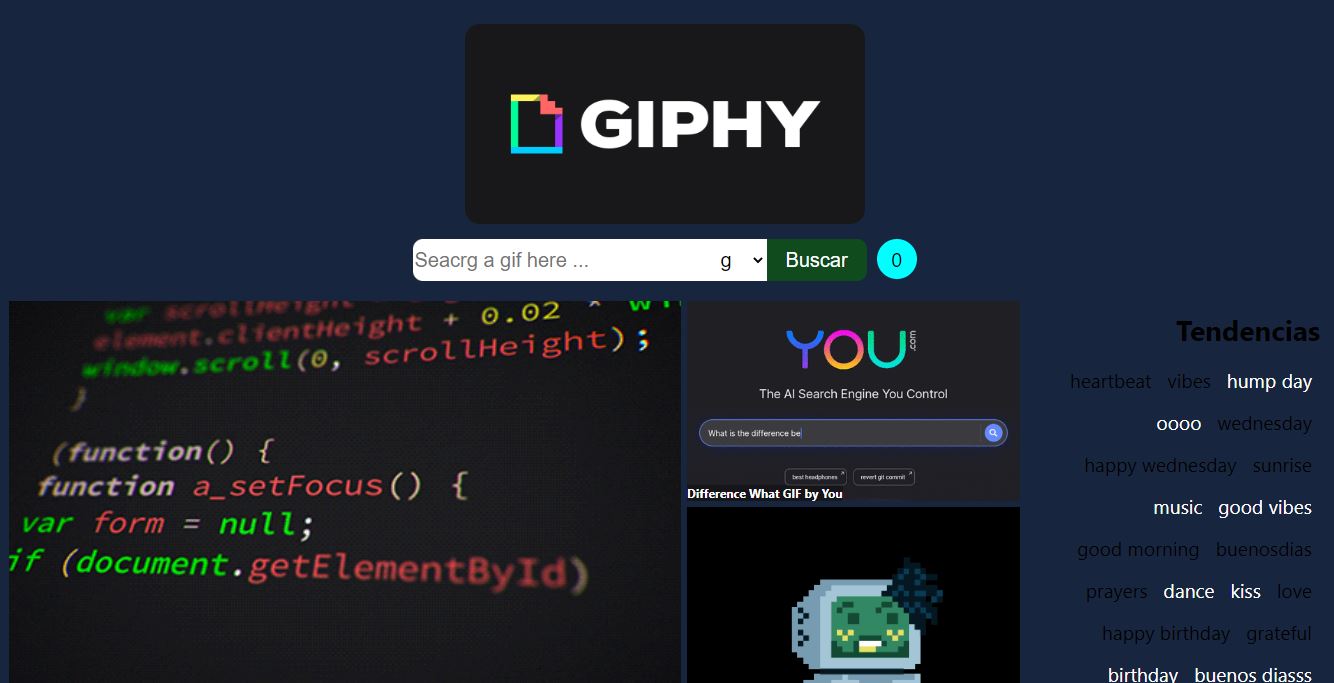 GIPHY
Seacrg a gif here ...
g
Buscar
0
element.clientHeight + 0.02 *
window.scroll(0, scrollHeight);
}
(function() {
function a_setFocus() {
var form = null;
if (document.getElementById)
YOU.com
The AI Search Engine You Control
What is the difference be
best headphones
revert git commit
Difference What GIF by You
Tendencias
heartbeat vibes hump day
oooo wednesday
happy wednesday sunrise
music good vibes
good morning buenosdias
prayers dance kiss love
happy birthday grateful
birthday buenos diasss